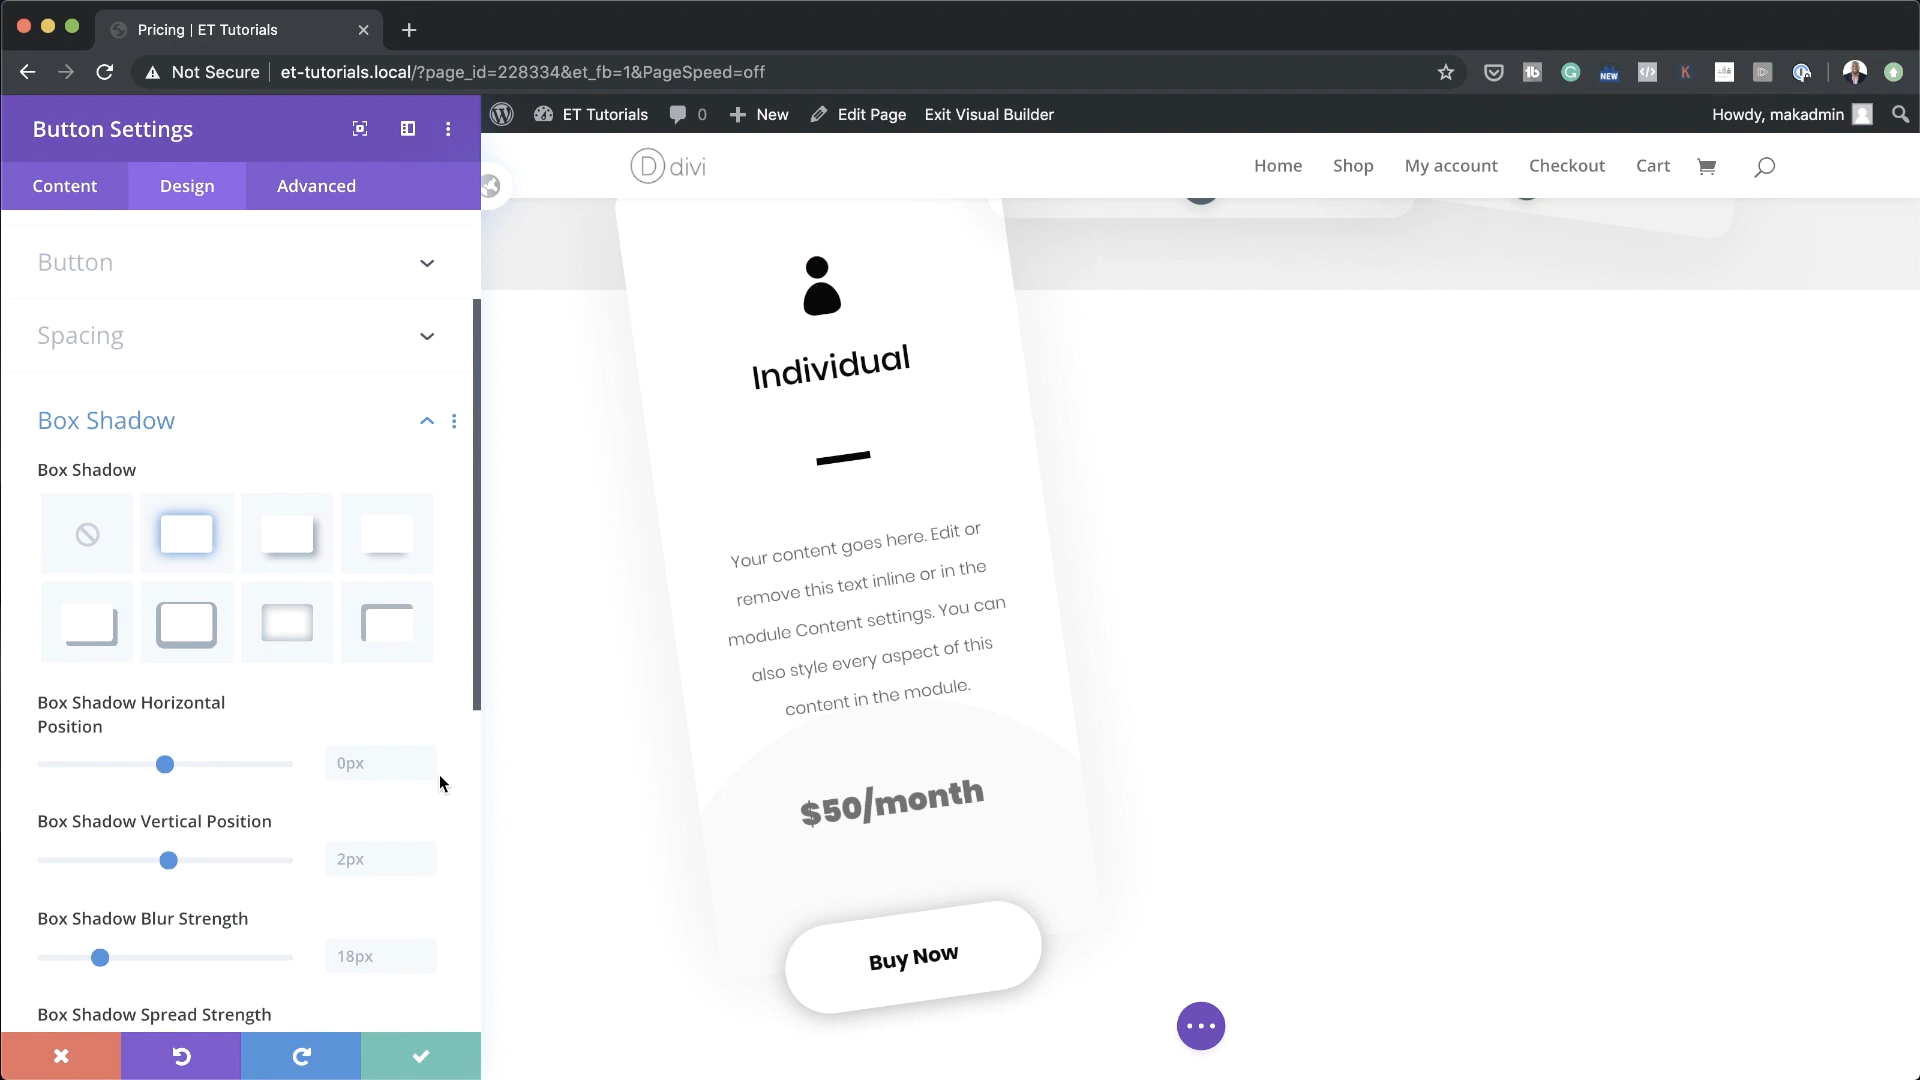 Pricing | ET Tutorials
Not Secure
et-tutorials.local/?page_id=228334&et_fb=1&PageSpeed=off
tb
G
NEW
K
Button Settings
ET Tutorials
0
New
Edit Page
Exit Visual Builder
Howdy, makadmin
Content
Design
Advanced
D divi
Home
Shop
My account
Checkout
Cart
Button
Spacing
Box Shadow
Box Shadow
Box Shadow Horizontal
Position
0px
Box Shadow Vertical Position
2px
Box Shadow Blur Strength
18px
Box Shadow Spread Strength
Individual
Your content goes here. Edit or
remove this text inline or in the
module Content settings. You can
also style every aspect of this
content in the module.
$50/month
Buy Now